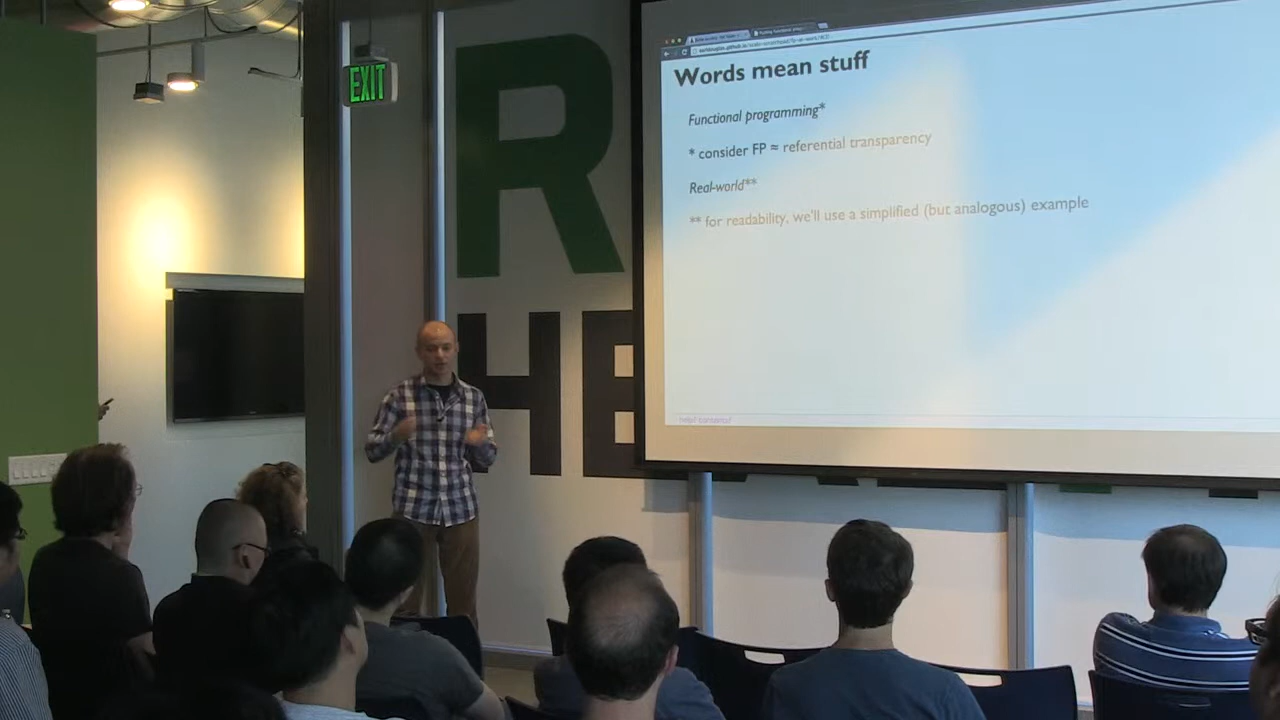 EXIT
R
HE
Words mean stuff
Functional programming*
* consider FP ≈ referential transparency
Real-world**
** for readability, we'll use a simplified (but analogous) example